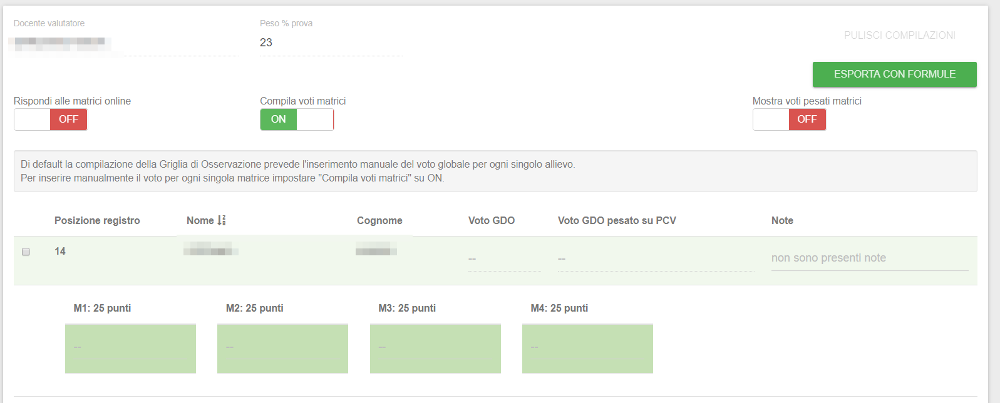 Docente valutatore
Peso % prova
23
PULISCI COMPILAZIONI
ESPORTA CON FORMULE
Rispondi alle matrici online
OFF
Compila voti matrici
ON
Mostra voti pesati matrici
OFF
Di default la compilazione della Griglia di Osservazione prevede l'inserimento manuale del voto globale per ogni singolo allievo.
Per inserire manualmente il voto per ogni singola matrice impostare "Compila voti matrici" su ON.
Posizione registro Nome Cognome Voto GDO Voto GDO pesato su PCV Note
14 -- -- non sono presenti note
M1: 25 punti M2: 25 punti M3: 25 punti M4: 25 punti
-- -- -- --